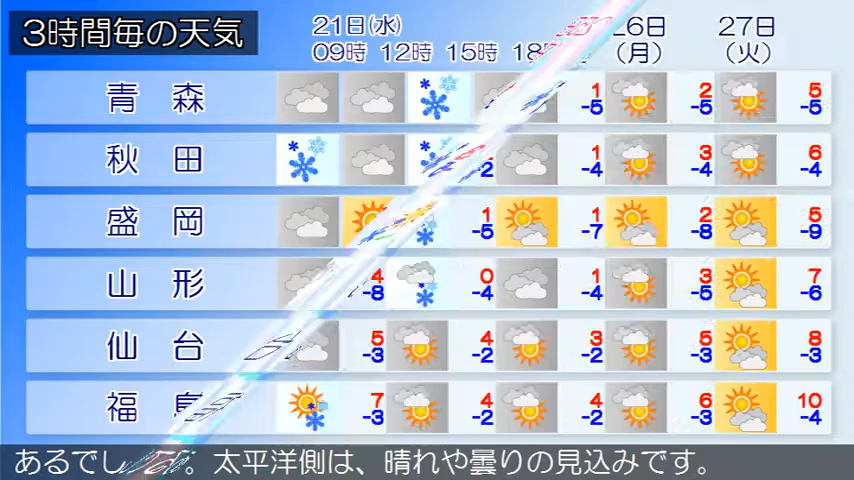 3時間毎の天気
21日(水) 26日 27日
09時 12時 15時 18時 (月) (火)
青森 1 -5 2 -5 5 -5
秋田 -2 1 -4 3 -4 6 -4
盛岡 1 -5 1 -7 2 -8 5 -9
山形 4 -8 0 -4 1 -4 3 -5 7 -6
仙台 5 -3 4 -2 3 -2 5 -3 8 -3
福島 7 -3 4 -2 4 -2 6 -3 10 -4
あるでし 。太平洋側は、晴れや曇りの見込みです。